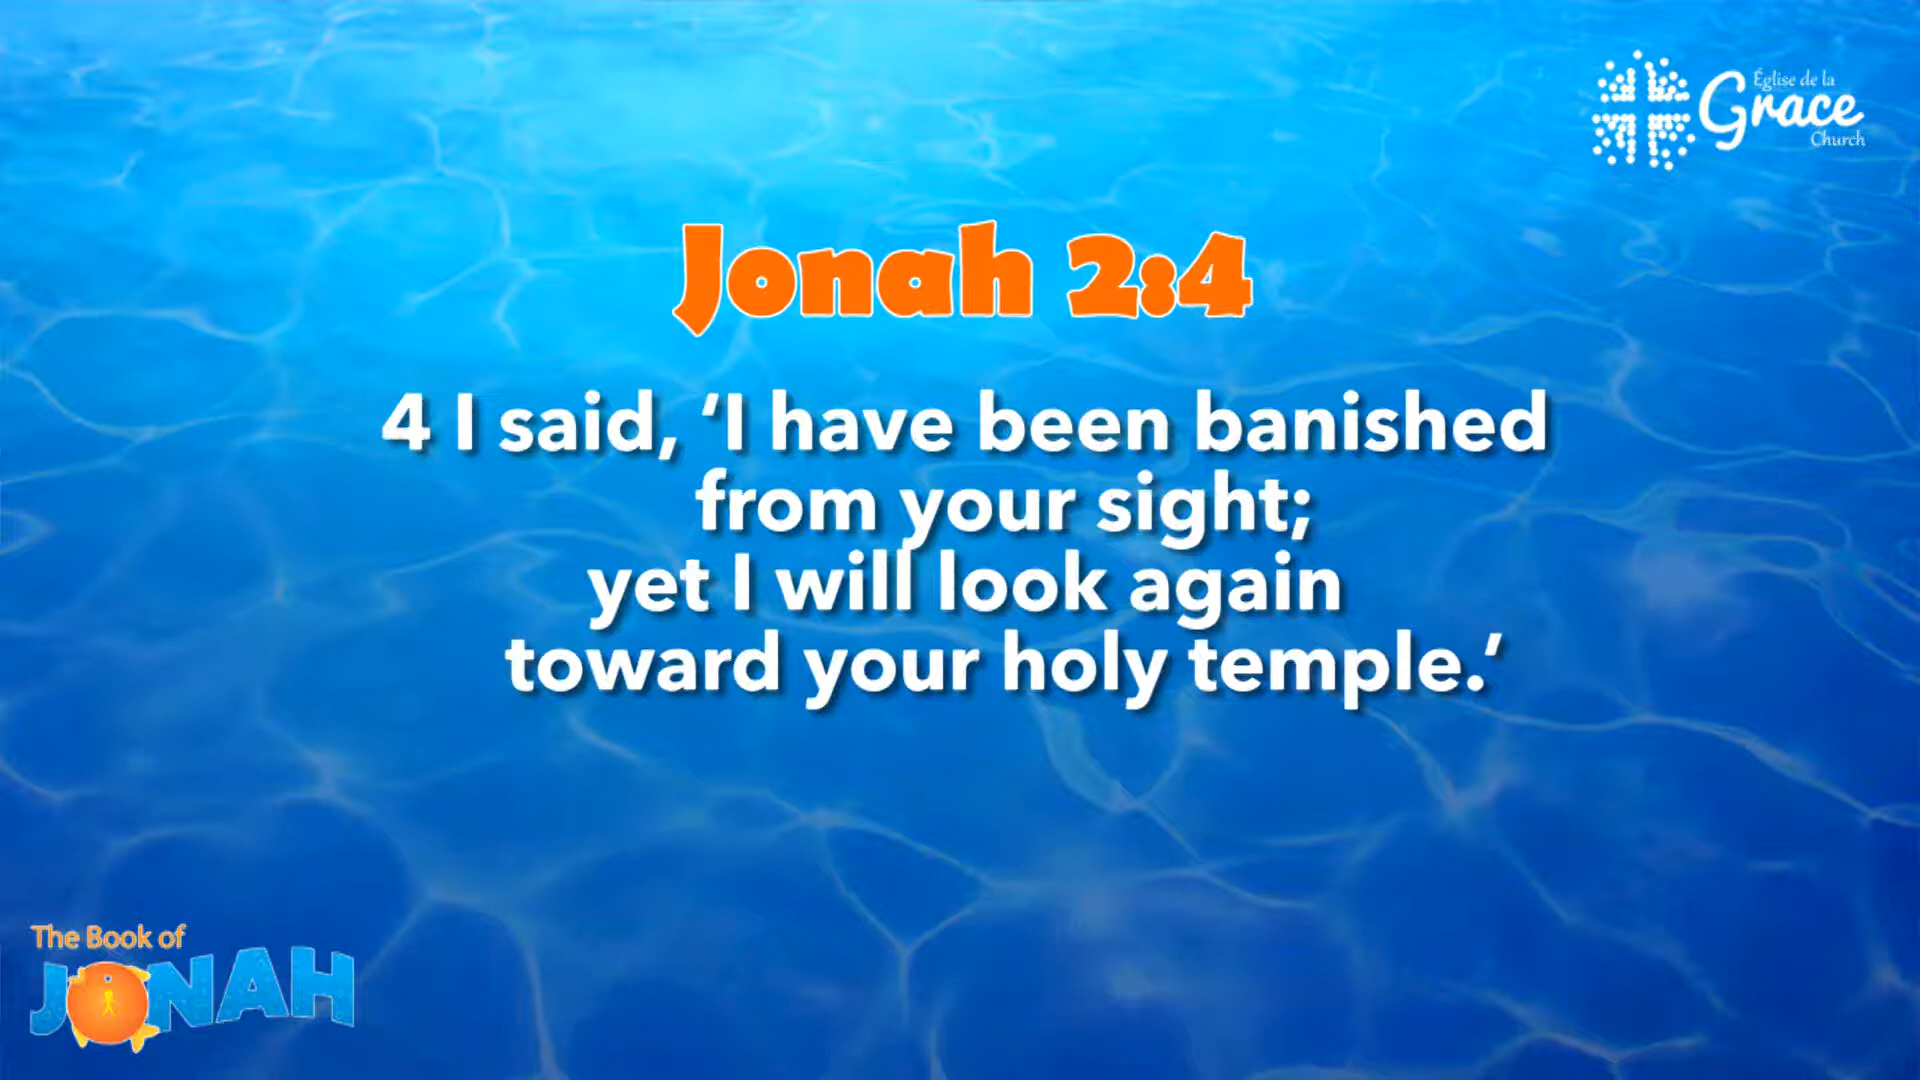 Église de la
Grace
Church
Jonah 2:4
4 I said, ‘I have been banished
from your sight;
yet I will look again
toward your holy temple.’
The Book of
JONAH